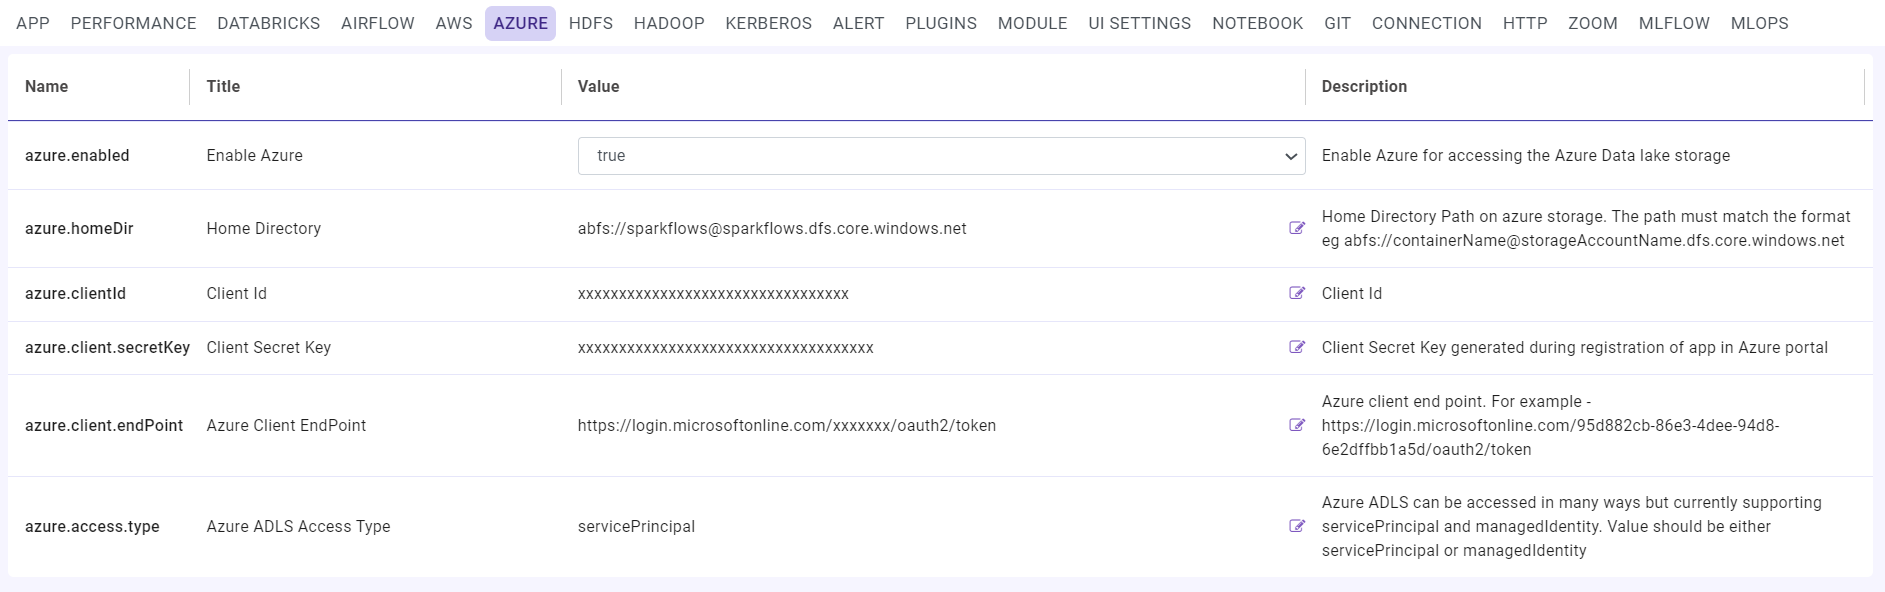 APP PERFORMANCE DATABRICKS AIRFLOW AWS AZURE HDFS HADOOP KERBEROS ALERT PLUGINS MODULE UI SETTINGS NOTEBOOK GIT CONNECTION HTTP ZOOM MLFLOW MLOPS
Name Title Value Description
azure.enabled Enable Azure true Enable Azure for accessing the Azure Data lake storage
azure.homeDir Home Directory abfs://sparkflows@sparkflows.dfs.core.windows.net Home Directory Path on azure storage. The path must match the format
eg abfs://containerName@storageAccountName.dfs.core.windows.net
azure.clientId Client Id xxxxxxxxxxxxxxxxxxxxxxxxxxxxxxxxx Client Id
azure.client.secretKey Client Secret Key xxxxxxxxxxxxxxxxxxxxxxxxxxxxxxxxxxxx Client Secret Key generated during registration of app in Azure portal
azure.client.endPoint Azure Client EndPoint https://login.microsoftonline.com/xxxxxxx/oauth2/token Azure client end point. For example -
https://login.microsoftonline.com/95d882cb-86e3-4dee-94d8-
6e2dffbb1a5d/oauth2/token
azure.access.type Azure ADLS Access Type servicePrincipal Azure ADLS can be accessed in many ways but currently supporting
servicePrincipal and managedIdentity. Value should be either
servicePrincipal or managedIdentity